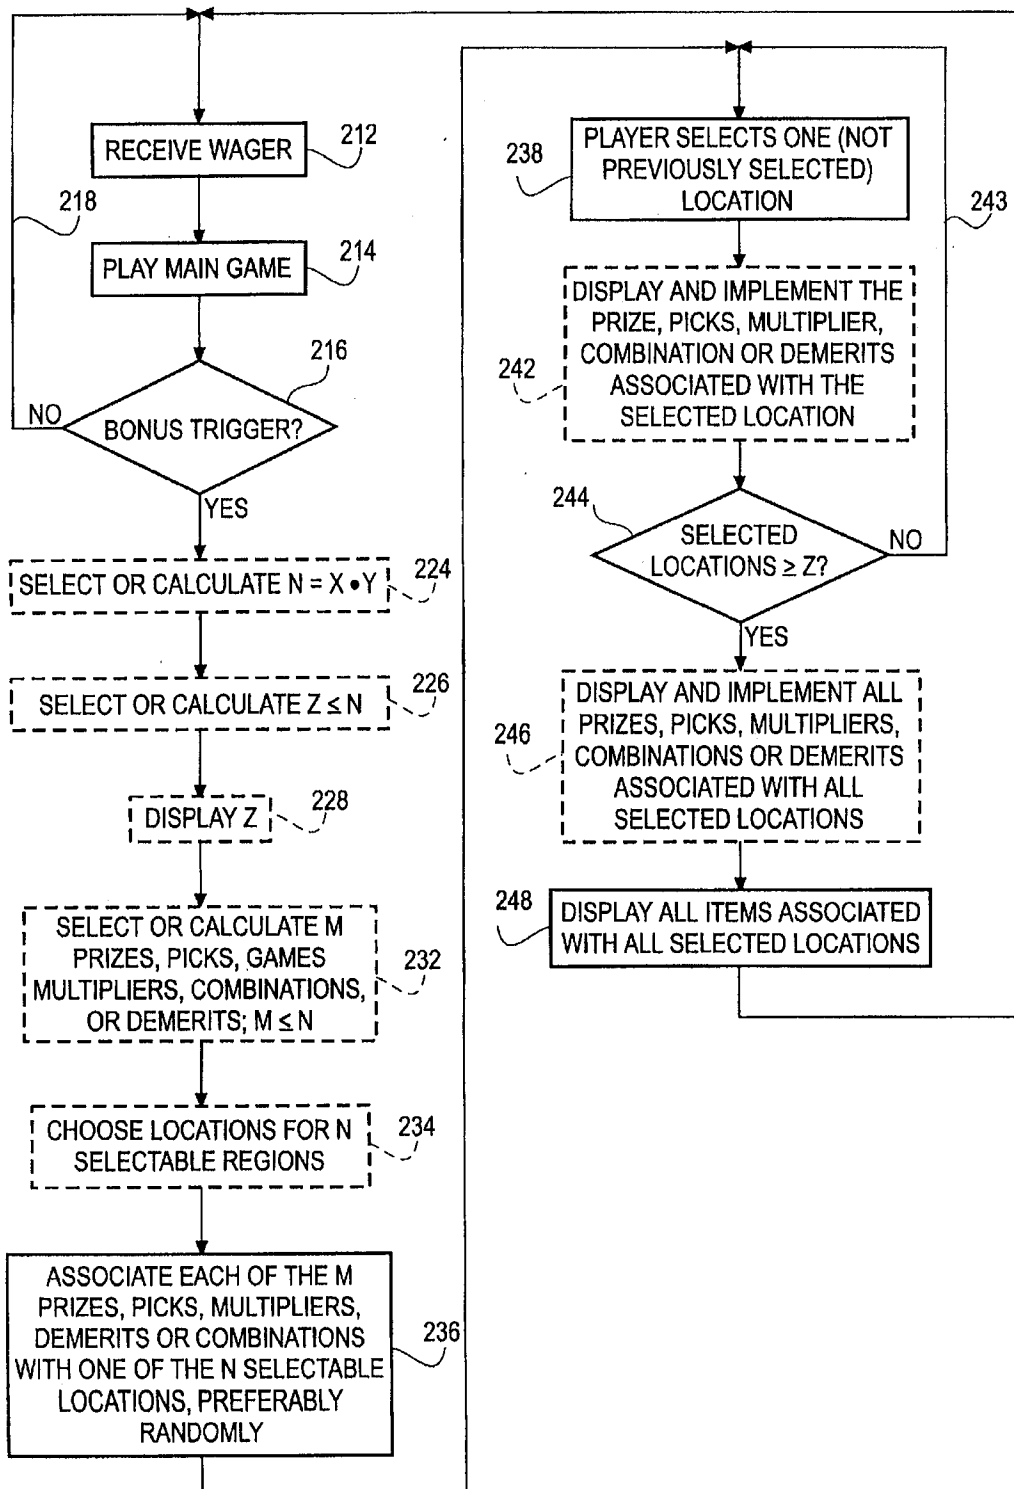 RECEIVE WAGER
212
218
PLAY MAIN GAME
214
216
NO
BONUS TRIGGER?
YES
SELECT OR CALCULATE N = X • Y
224
SELECT OR CALCULATE Z ≤ N
226
DISPLAY Z
228
SELECT OR CALCULATE M
PRIZES, PICKS, GAMES
MULTIPLIERS, COMBINATIONS,
OR DEMERITS; M ≤ N
232
CHOOSE LOCATIONS FOR N
SELECTABLE REGIONS
234
ASSOCIATE EACH OF THE M
PRIZES, PICKS, MULTIPLIERS,
DEMERITS OR COMBINATIONS
WITH ONE OF THE N SELECTABLE
LOCATIONS, PREFERABLY
RANDOMLY
236
238
PLAYER SELECTS ONE (NOT
PREVIOUSLY SELECTED)
LOCATION
243
242
DISPLAY AND IMPLEMENT THE
PRIZE, PICKS, MULTIPLIER,
COMBINATION OR DEMERITS
ASSOCIATED WITH THE
SELECTED LOCATION
244
SELECTED
LOCATIONS ≥ Z?
NO
YES
246
DISPLAY AND IMPLEMENT ALL
PRIZES, PICKS, MULTIPLIERS,
COMBINATIONS OR DEMERITS
ASSOCIATED WITH ALL
SELECTED LOCATIONS
248
DISPLAY ALL ITEMS ASSOCIATED
WITH ALL SELECTED LOCATIONS